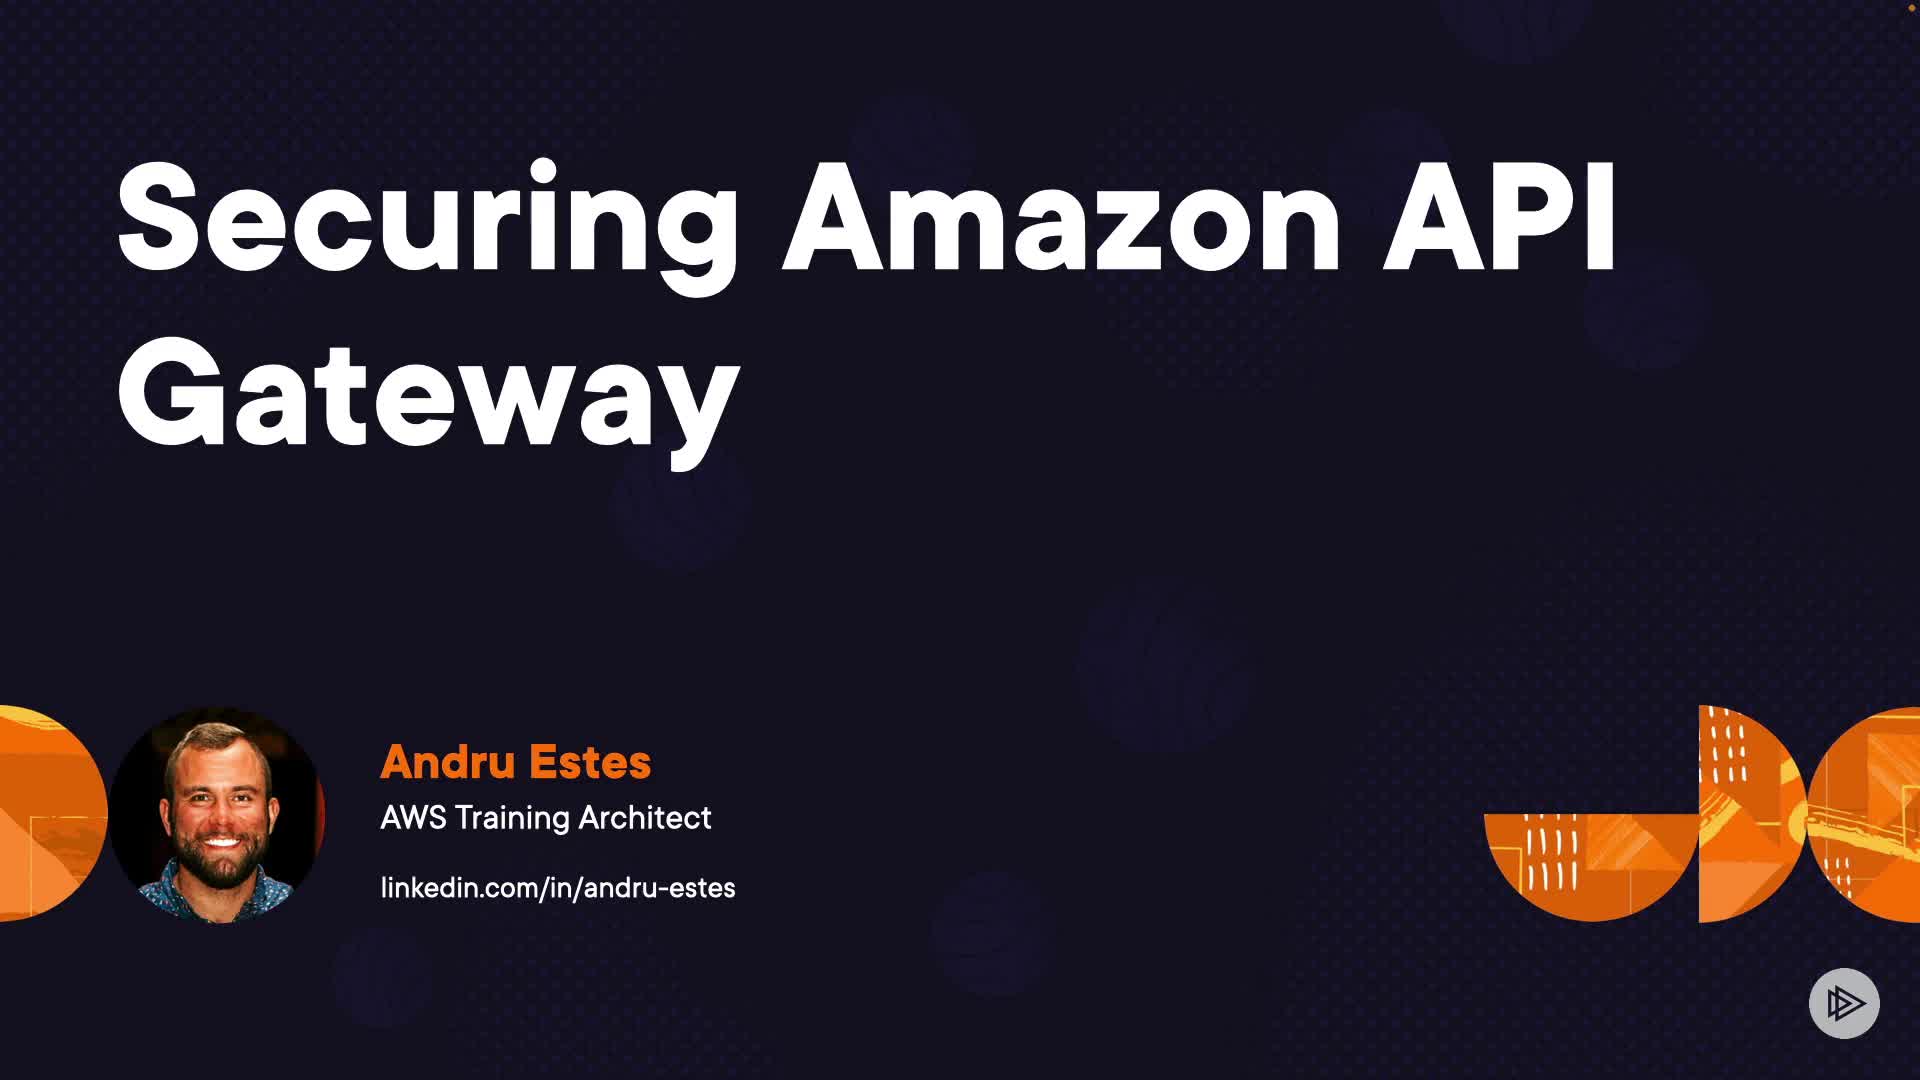 Securing Amazon API
Gateway
Andru Estes
AWS Training Architect
linkedin.com/in/andru-estes